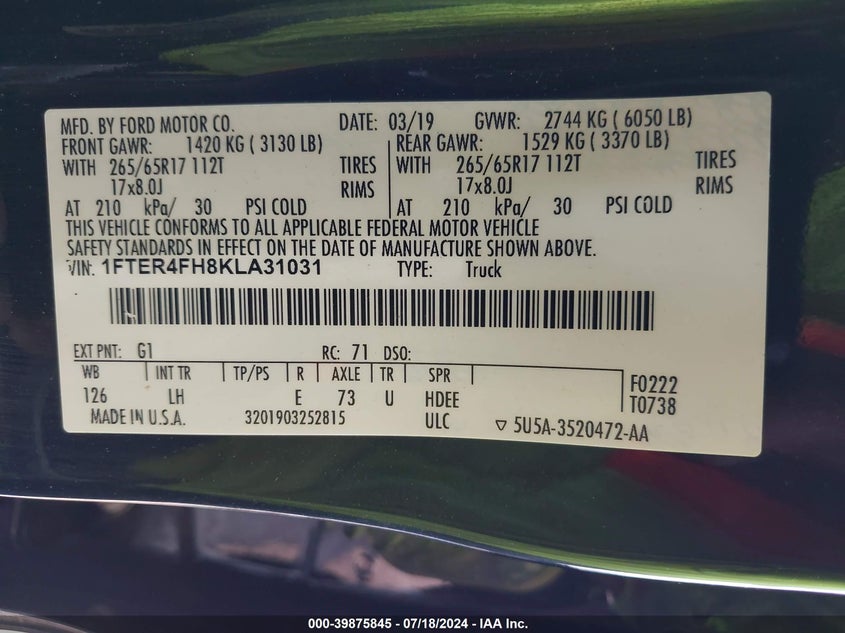 MFD. BY FORD MOTOR CO. DATE: 03/19 GVWR: 2744 KG ( 6050 LB)
FRONT GAWR: 1420 KG ( 3130 LB) REAR GAWR: 1529 KG ( 3370 LB)
WITH 265/65R17 112T TIRES WITH 265/65R17 112T TIRES
17x8.0J RIMS 17x8.0J RIMS
AT 210 kPa/ 30 PSI COLD AT 210 kPa/ 30 PSI COLD
THIS VEHICLE CONFORMS TO ALL APPLICABLE FEDERAL MOTOR VEHICLE
SAFETY STANDARDS IN EFFECT ON THE DATE OF MANUFACTURE SHOWN ABOVE.
VIN: 1FTER4FH8KLA31031 TYPE: Truck
EXT PNT: G1 RC: 71 DSO:
WB INT TR TP/PS R AXLE TR SPR
126 LH E 73 U HDEE
F0222
T0738
MADE IN U.S.A. 3201903252815 ULC ▽ 5U5A-3520472-AA
000-39875845 - 07/18/2024 - IAA Inc.